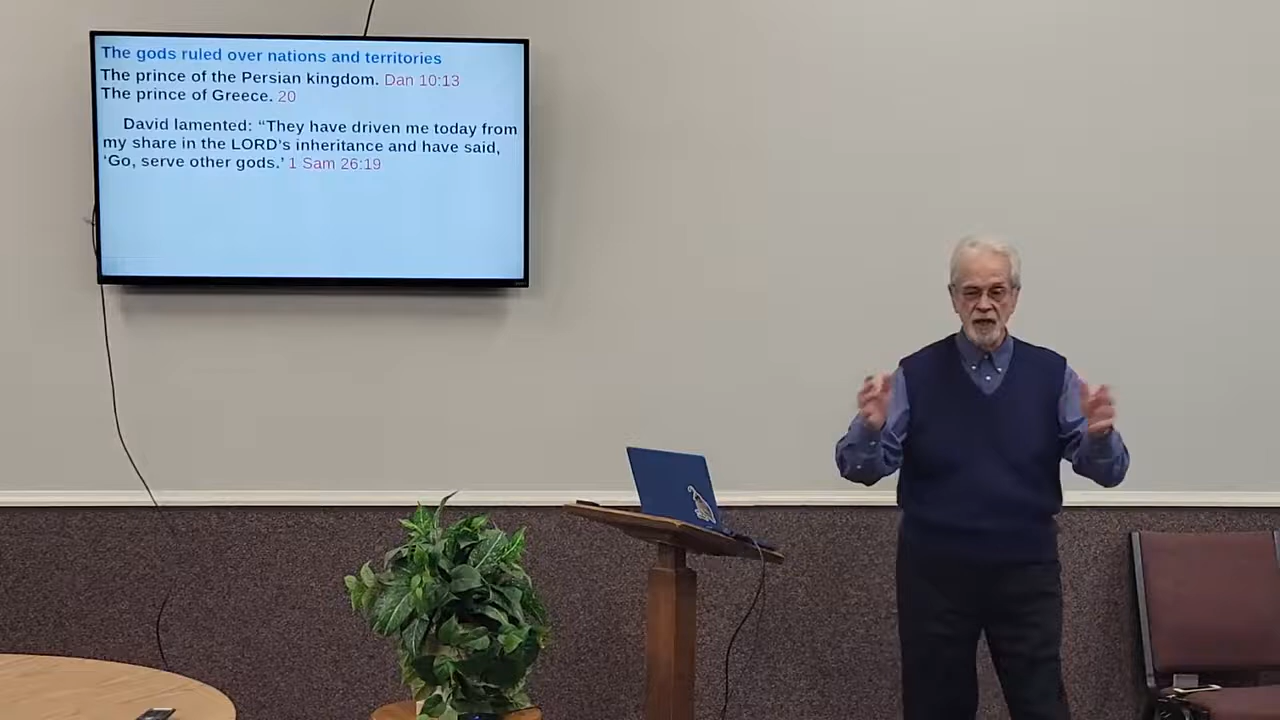 The gods ruled over nations and territories
The prince of the Persian kingdom. Dan 10:13
The prince of Greece. 20
David lamented: “They have driven me today from
my share in the LORD’s inheritance and have said,
‘Go, serve other gods.’ 1 Sam 26:19